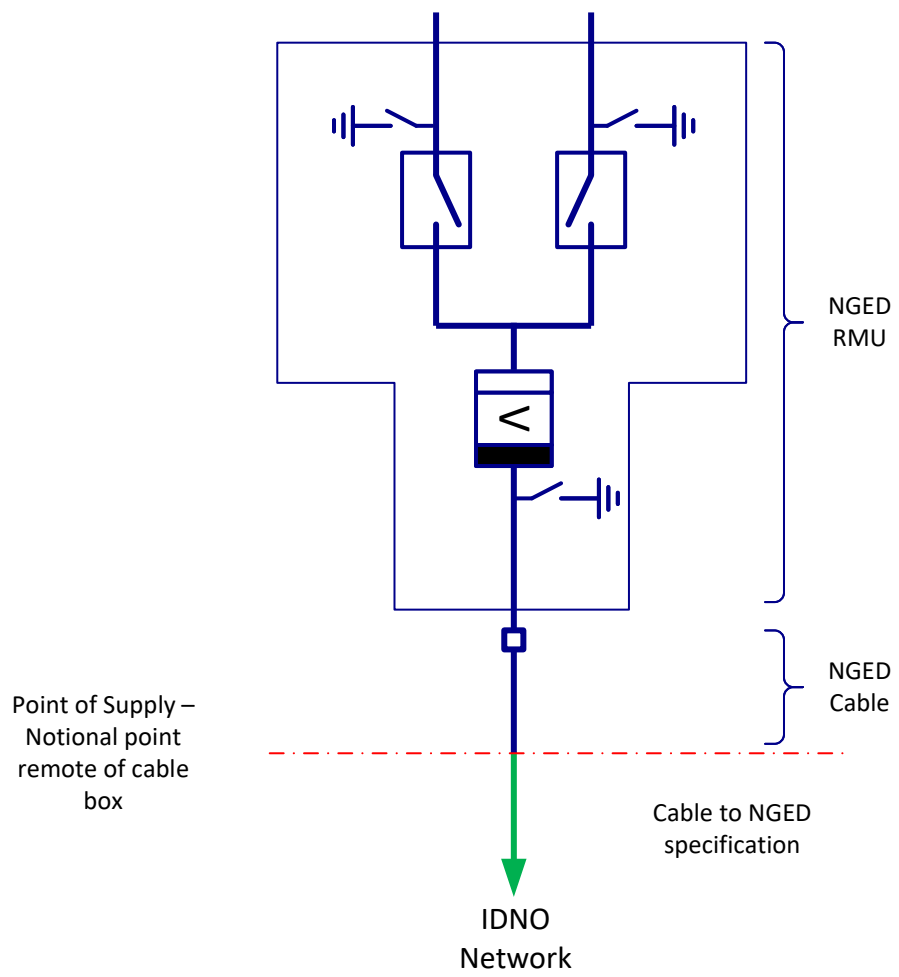 NGED
RMU
<
NGED
Cable
Point of Supply –
Notional point
remote of cable
box
Cable to NGED
specification
IDNO
Network